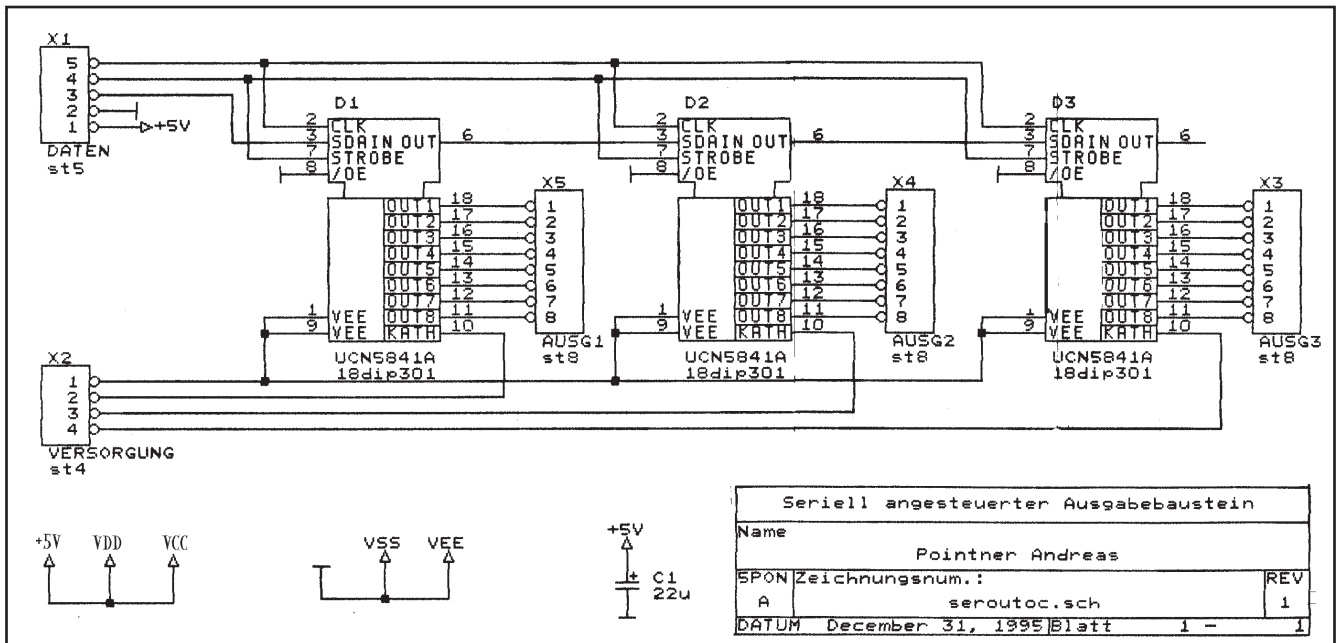 X1
5
4
3
2
1
+5V
DATEN
st5
D1
2 CLK
3 SDAIN OUT 6
7 STROBE
8 /OE
D2
2 CLK
3 SDAIN OUT 6
7 STROBE
8 /OE
D3
2 CLK
3 SDAIN OUT 6
7 STROBE
8 /OE
OUT1 18
OUT2 17
OUT3 16
OUT4 15
OUT5 14
OUT6 13
OUT7 12
1 VEE OUT8 11
9 VEE KATH 10
UCN5841A
18dip301
X5
1
2
3
4
5
6
7
8
AUSG1
st8
OUT1 18
OUT2 17
OUT3 16
OUT4 15
OUT5 14
OUT6 13
OUT7 12
1 VEE OUT8 11
9 VEE KATH 10
UCN5841A
18dip301
X4
1
2
3
4
5
6
7
8
AUSG2
st8
OUT1 18
OUT2 17
OUT3 16
OUT4 15
OUT5 14
OUT6 13
OUT7 12
1 VEE OUT8 11
9 VEE KATH 10
UCN5841A
18dip301
X3
1
2
3
4
5
6
7
8
AUSG3
st8
X2
1
2
3
4
VERSORGUNG
st4
+5V VDD VCC
VSS VEE
+5V
+ C1
22u
Seriell angesteuerter Ausgabebaustein
Name
Pointner Andreas
SPON Zeichnungsnum.: REV
A seroutoc.sch 1
DATUM December 31, 1995 Blatt 1 - 1